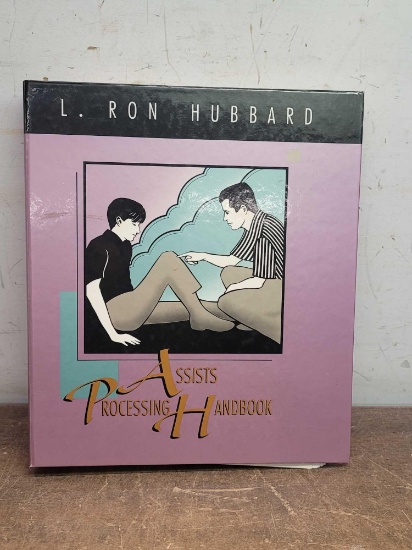 L. RON HUBBARD
ASSISTS
PROCESSING HANDBOOK